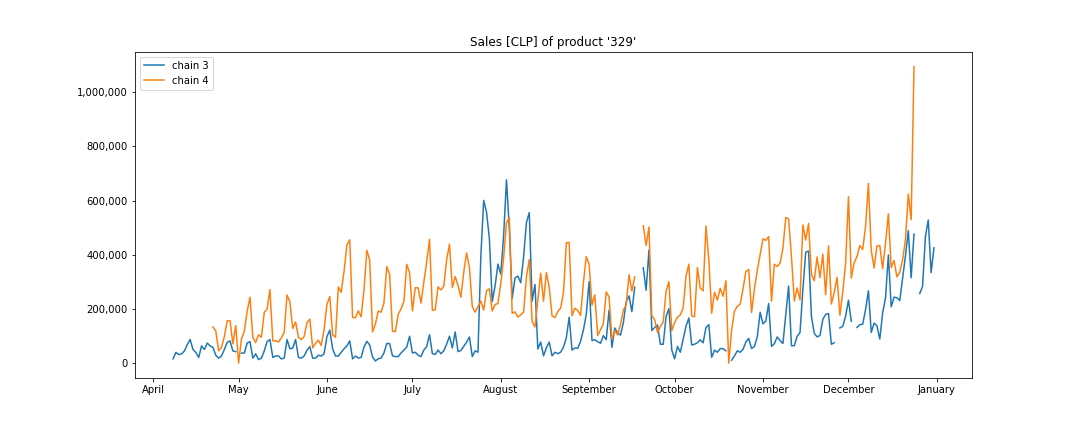 Sales [CLP] of product '329'
chain 3
chain 4
1,000,000
800,000
600,000
400,000
200,000
0
April May June July August September October November December January